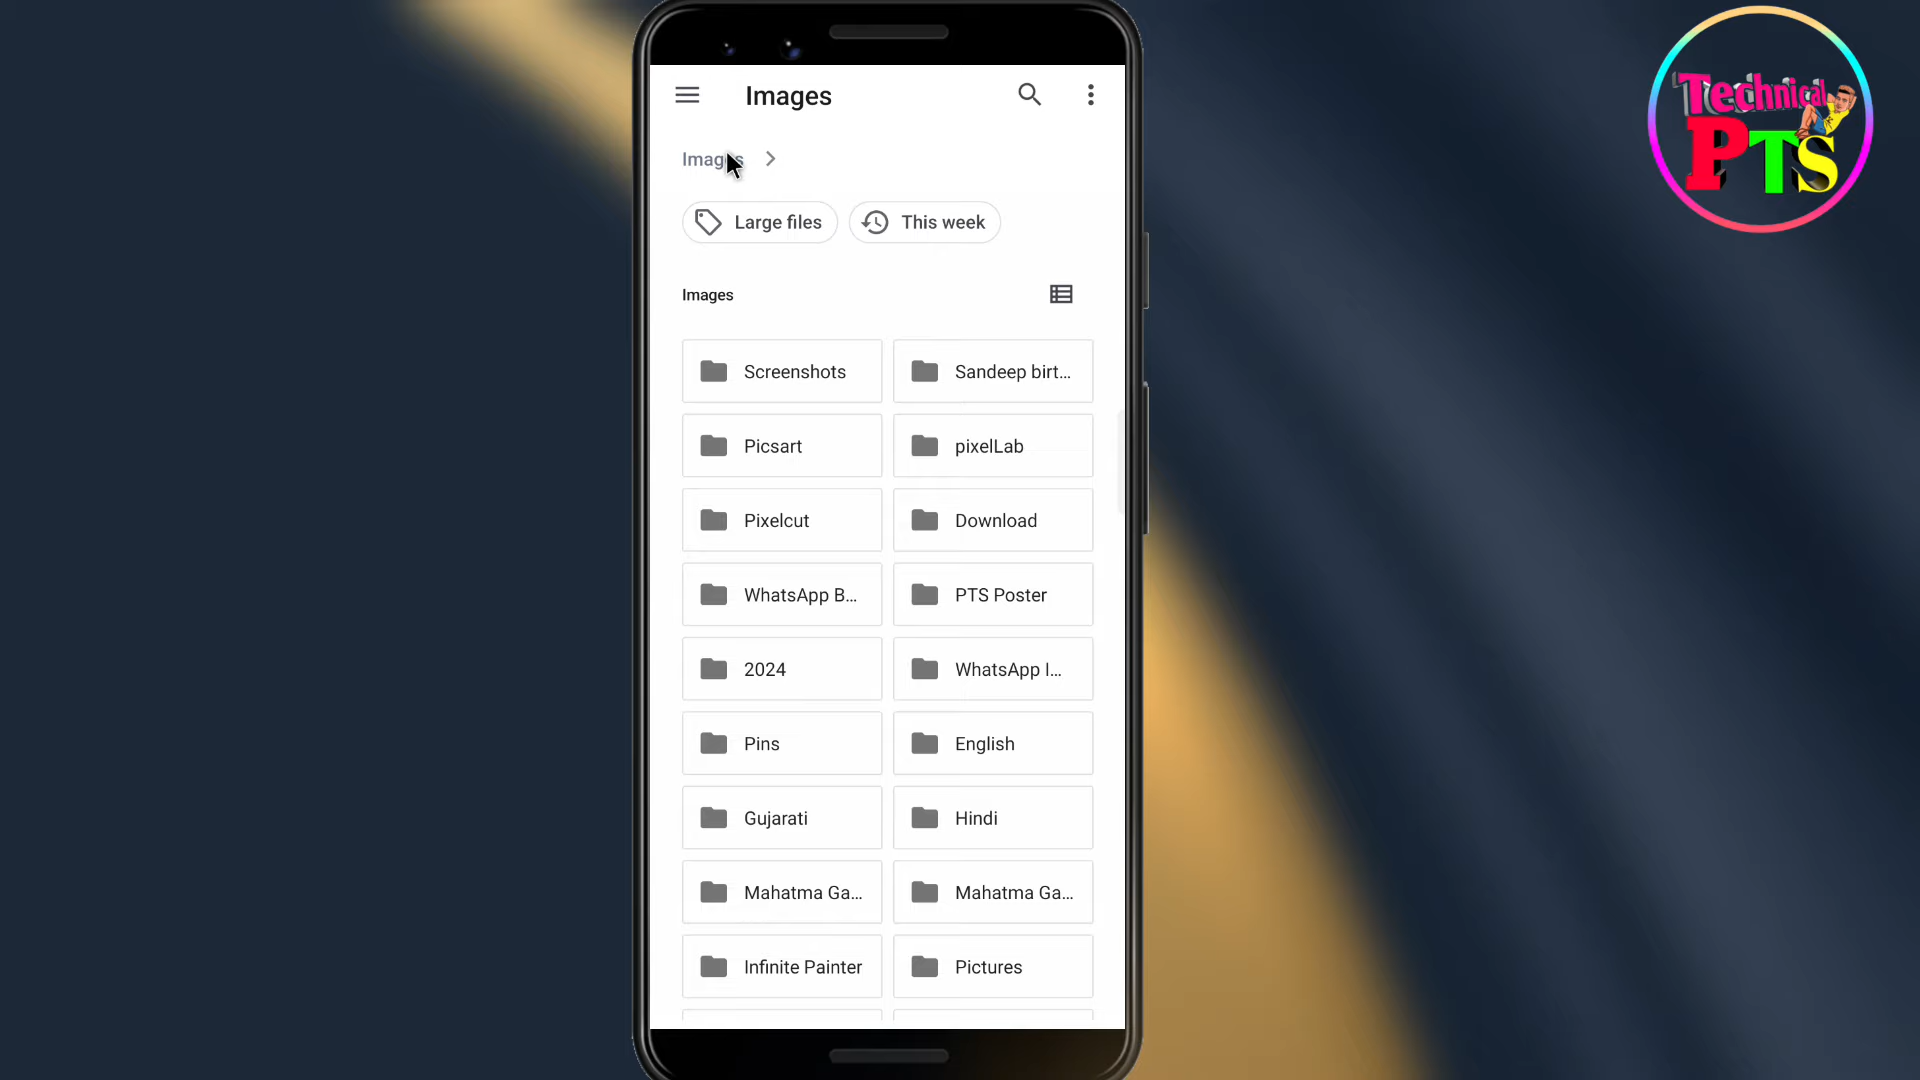 Images
Images
Large files
This week
Images
Screenshots
Sandeep birt...
Picsart
pixelLab
Pixelcut
Download
WhatsApp B...
PTS Poster
2024
WhatsApp I...
Pins
English
Gujarati
Hindi
Mahatma Ga...
Mahatma Ga...
Infinite Painter
Pictures
Technical
PTS